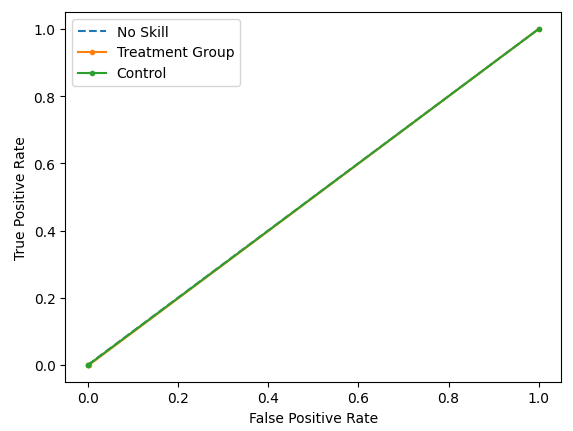 No Skill
Treatment Group
Control
1.0
0.8
0.6
0.4
0.2
0.0
True Positive Rate
0.0 0.2 0.4 0.6 0.8 1.0
False Positive Rate